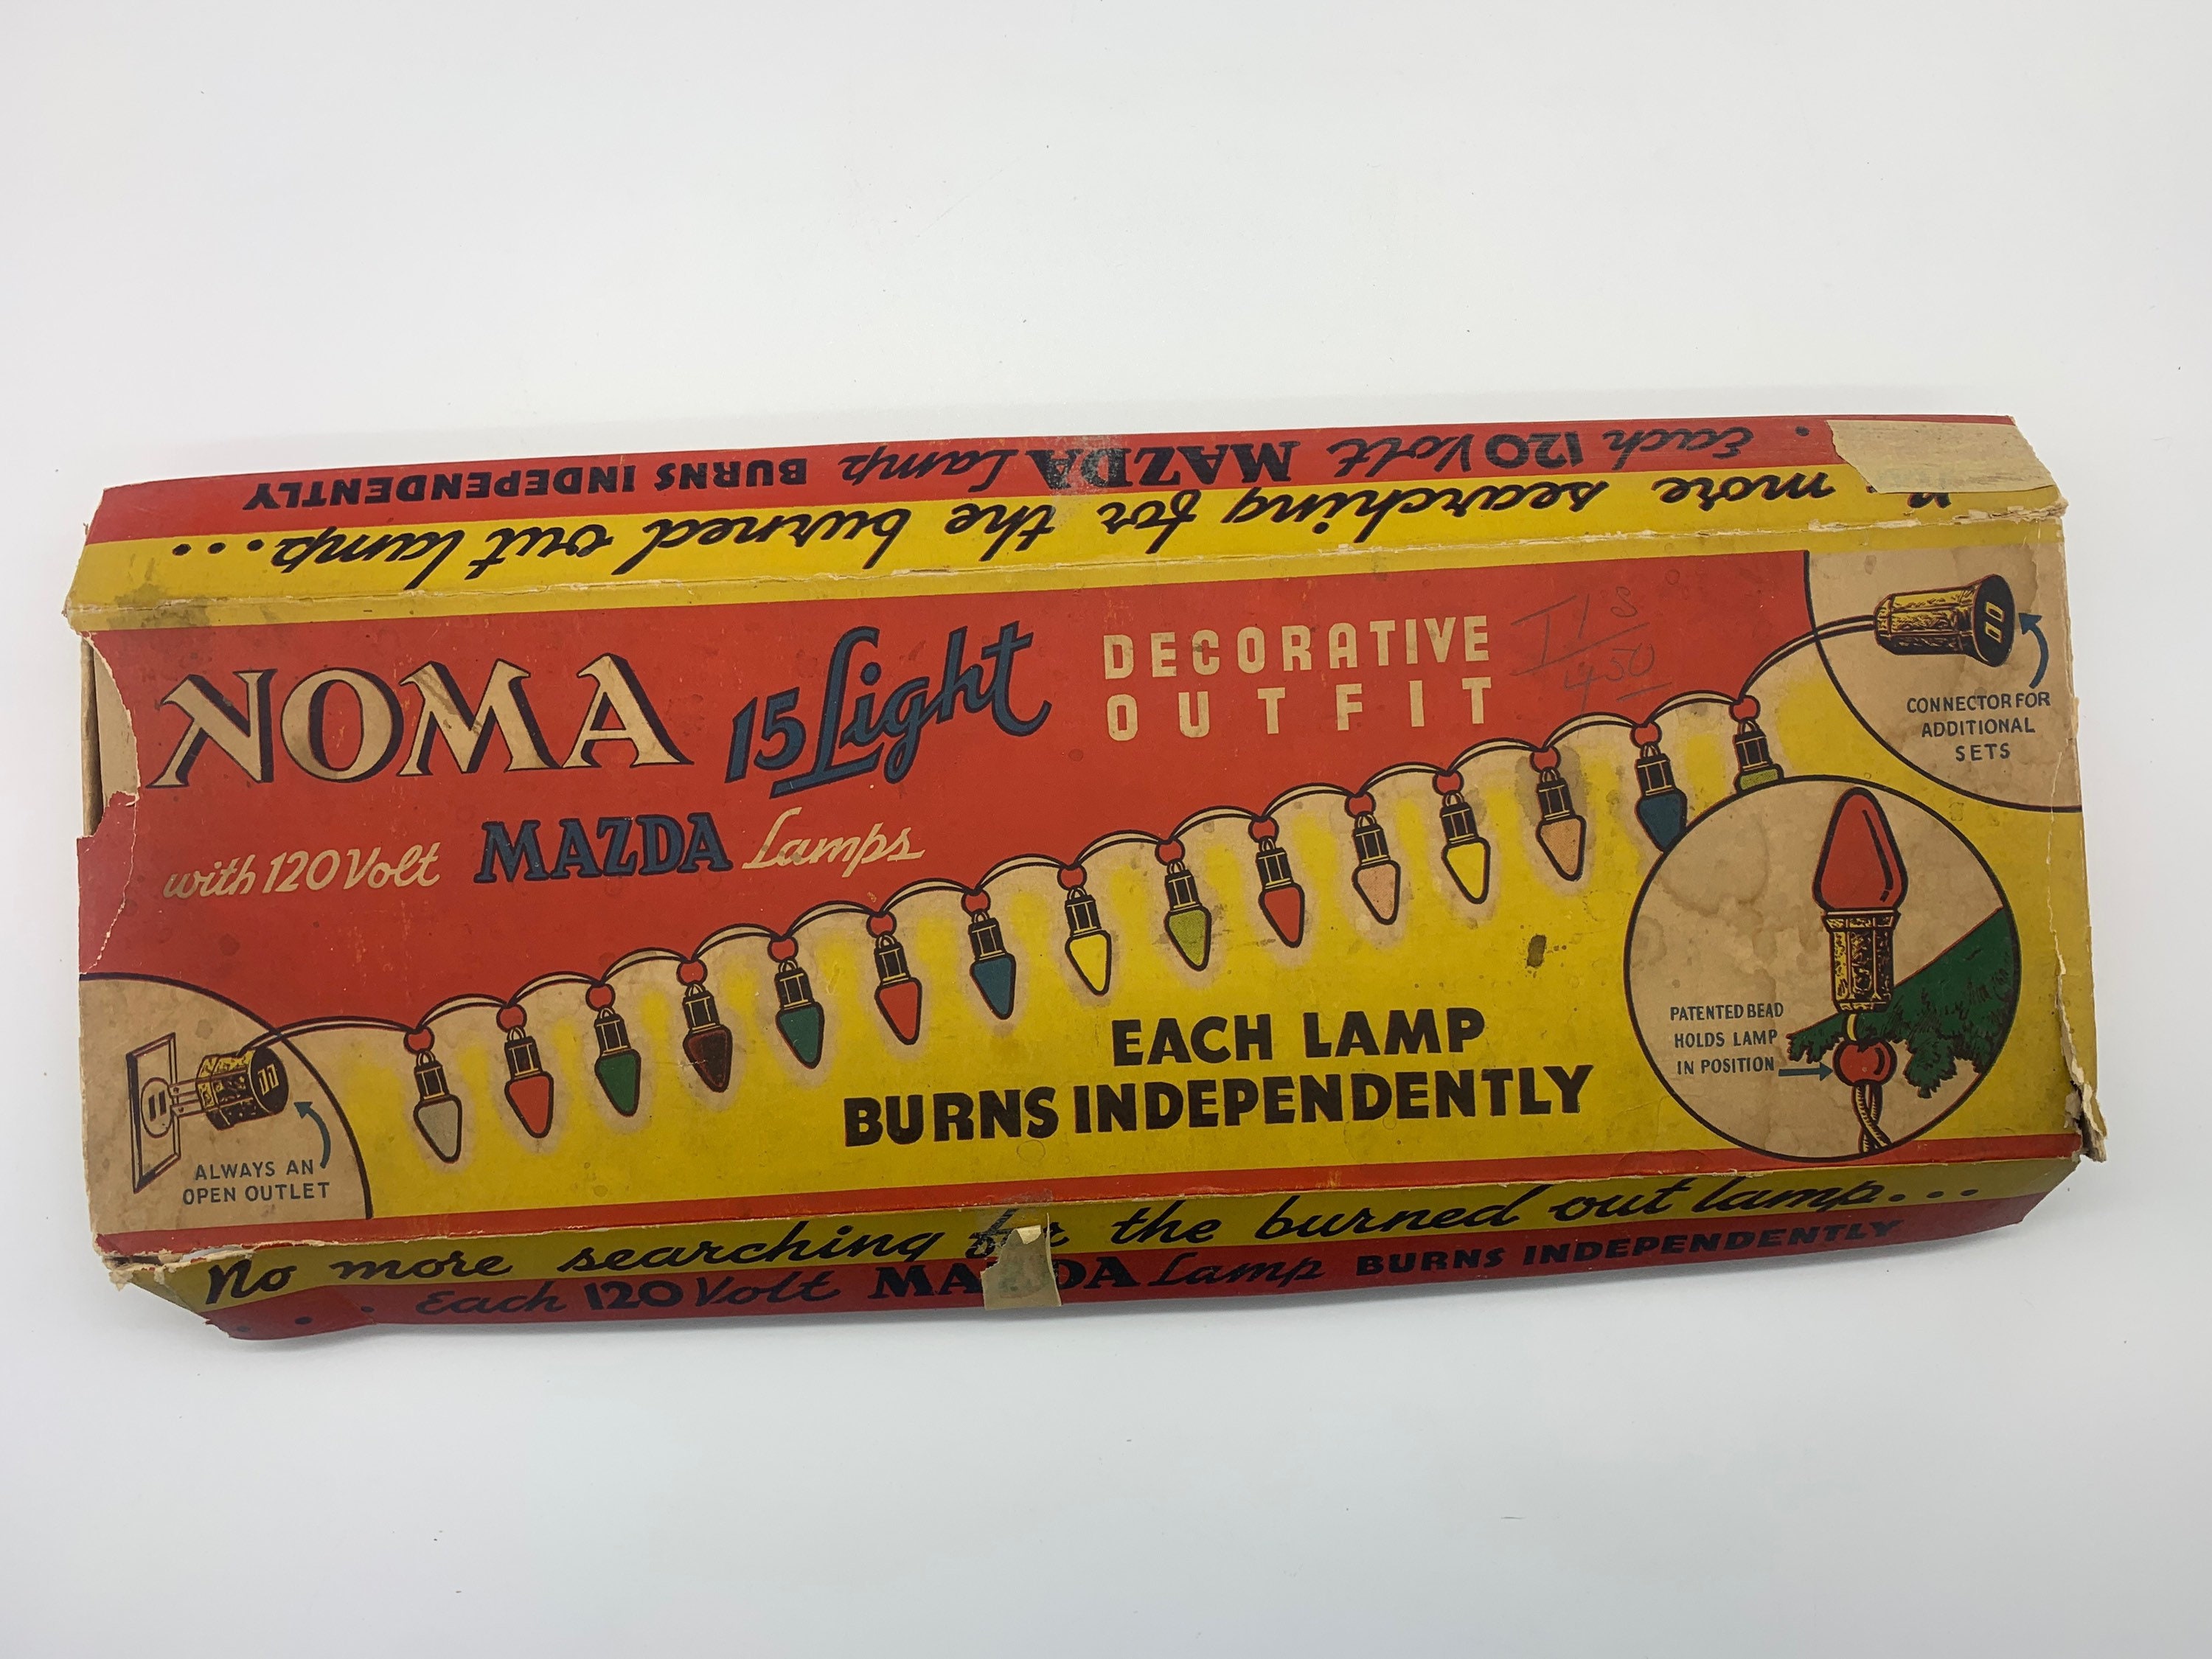 . Each 120 Volt MAZDA Lamp BURNS INDEPENDENTLY
more searching for the burned out lamp...
NOMA 15 Light DECORATIVE
OUTFIT
with 120 Volt MAZDA Lamps
CONNECTOR FOR
ADDITIONAL
SETS
PATENTED BEAD
HOLDS LAMP
IN POSITION
EACH LAMP
BURNS INDEPENDENTLY
ALWAYS AN
OPEN OUTLET
No more searching for the burned out lamp...
. . . Each 120 Volt MAZDA Lamp BURNS INDEPENDENTLY